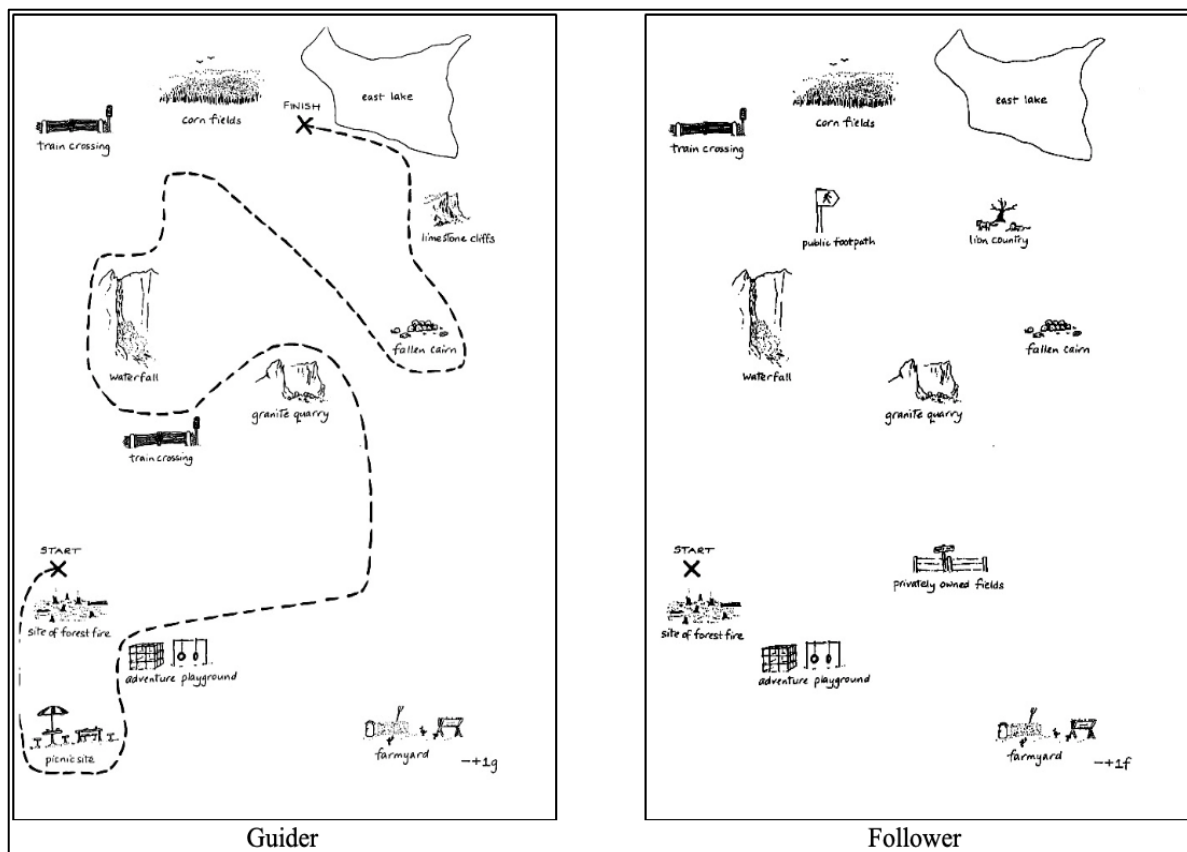 FINISH
east lake
corn fields
train crossing
limestone cliffs
fallen cairn
waterfall
granite quarry
train crossing
START
site of forest fire
adventure playground
picnic site
farmyard
-+1g
Guider
east lake
corn fields
train crossing
public footpath
lion country
fallen cairn
waterfall
granite quarry
START
privately owned fields
site of forest fire
adventure playground
farmyard
-+1f
Follower